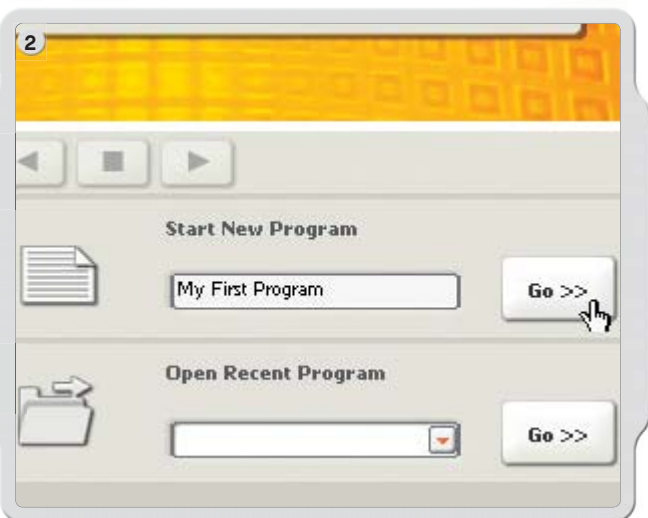 2
Start New Program
My First Program
Go >>
Open Recent Program
Go >>